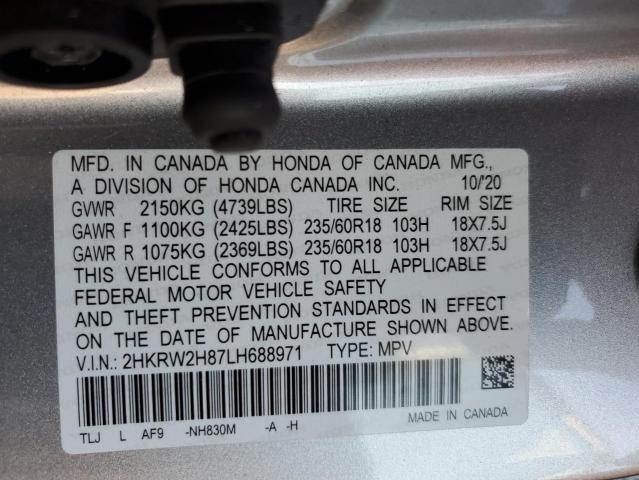 MFD. IN CANADA BY HONDA OF CANADA MFG.,
A DIVISION OF HONDA CANADA INC. 10/'20
GVWR 2150KG (4739LBS) TIRE SIZE RIM SIZE
GAWR F 1100KG (2425LBS) 235/60R18 103H 18X7.5J
GAWR R 1075KG (2369LBS) 235/60R18 103H 18X7.5J
THIS VEHICLE CONFORMS TO ALL APPLICABLE
FEDERAL MOTOR VEHICLE SAFETY
AND THEFT PREVENTION STANDARDS IN EFFECT
ON THE DATE OF MANUFACTURE SHOWN ABOVE.
V.I.N.: 2HKRW2H87LH688971 TYPE: MPV
TLJ L AF9 -NH830M -A -H MADE IN CANADA